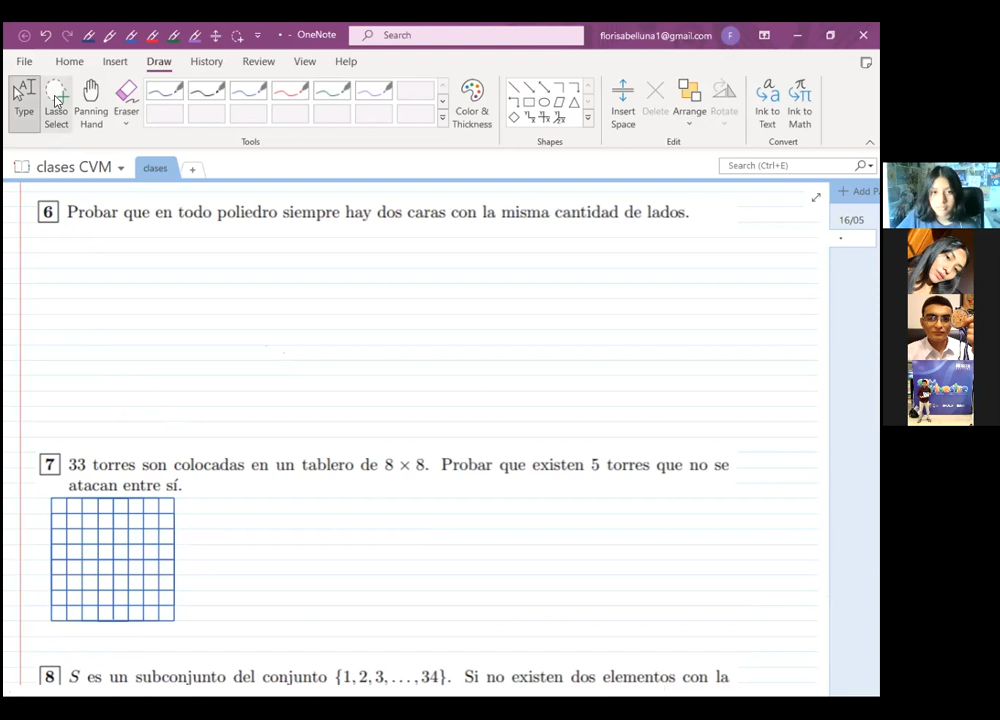 OneNote
Search
florisabelluna1@gmail.com
F
File
Home
Insert
Draw
History
Review
View
Help
Type
Lasso Select
Panning Hand
Eraser
Color & Thickness
Insert Space
Delete
Arrange
Rotate
Ink to Text
Ink to Math
Tools
Shapes
Edit
Convert
clases CVM
clases
Search (Ctrl+E)
Add P
16/05
6 Probar que en todo poliedro siempre hay dos caras con la misma cantidad de lados.
7 33 torres son colocadas en un tablero de 8 × 8. Probar que existen 5 torres que no se
atacan entre sí.
8 S es un subconjunto del conjunto {1, 2, 3, . . . , 34}. Si no existen dos elementos con la